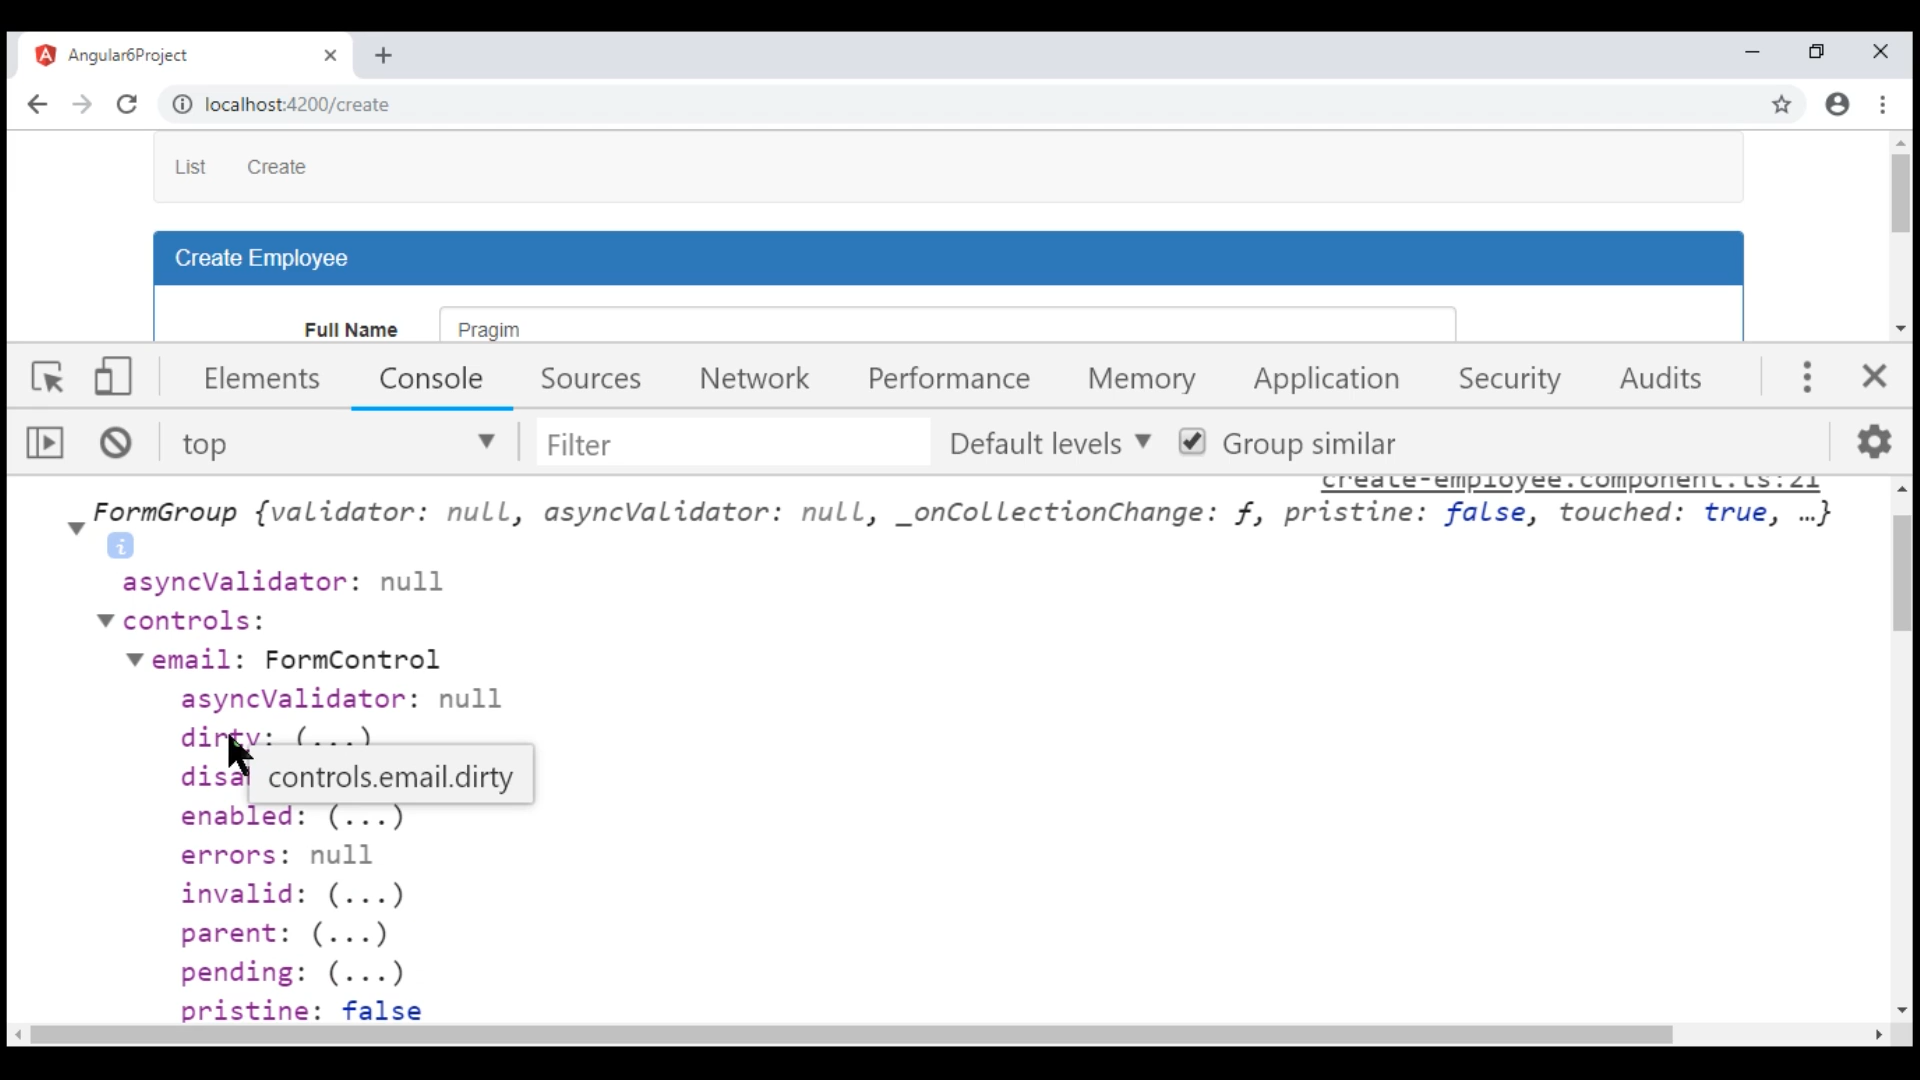 Angular6Project
localhost:4200/create
List Create
Create Employee
Full Name Pragim
Elements Console Sources Network Performance Memory Application Security Audits
top Filter Default levels Group similar
create-employee.component.ts:21
FormGroup {validator: null, asyncValidator: null, _onCollectionChange: ƒ, pristine: false, touched: true, …}
i
asyncValidator: null
controls:
email: FormControl
asyncValidator: null
dirty: (...)
disa
controls.email.dirty
enabled: (...)
errors: null
invalid: (...)
parent: (...)
pending: (...)
pristine: false